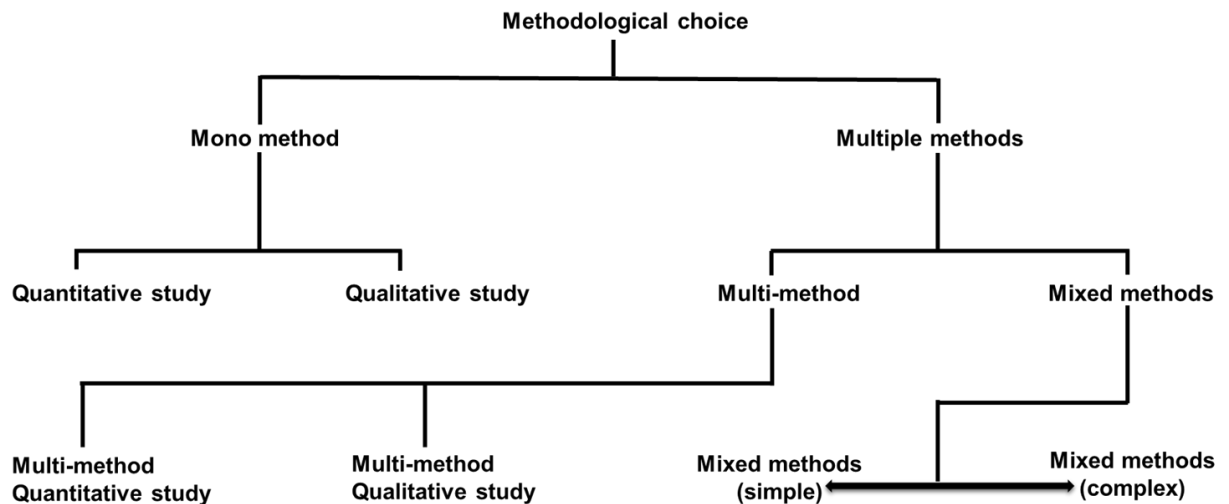 Methodological choice
Mono method
Multiple methods
Quantitative study
Qualitative study
Multi-method
Mixed methods
Multi-method
Quantitative study
Multi-method
Qualitative study
Mixed methods
(simple)
Mixed methods
(complex)